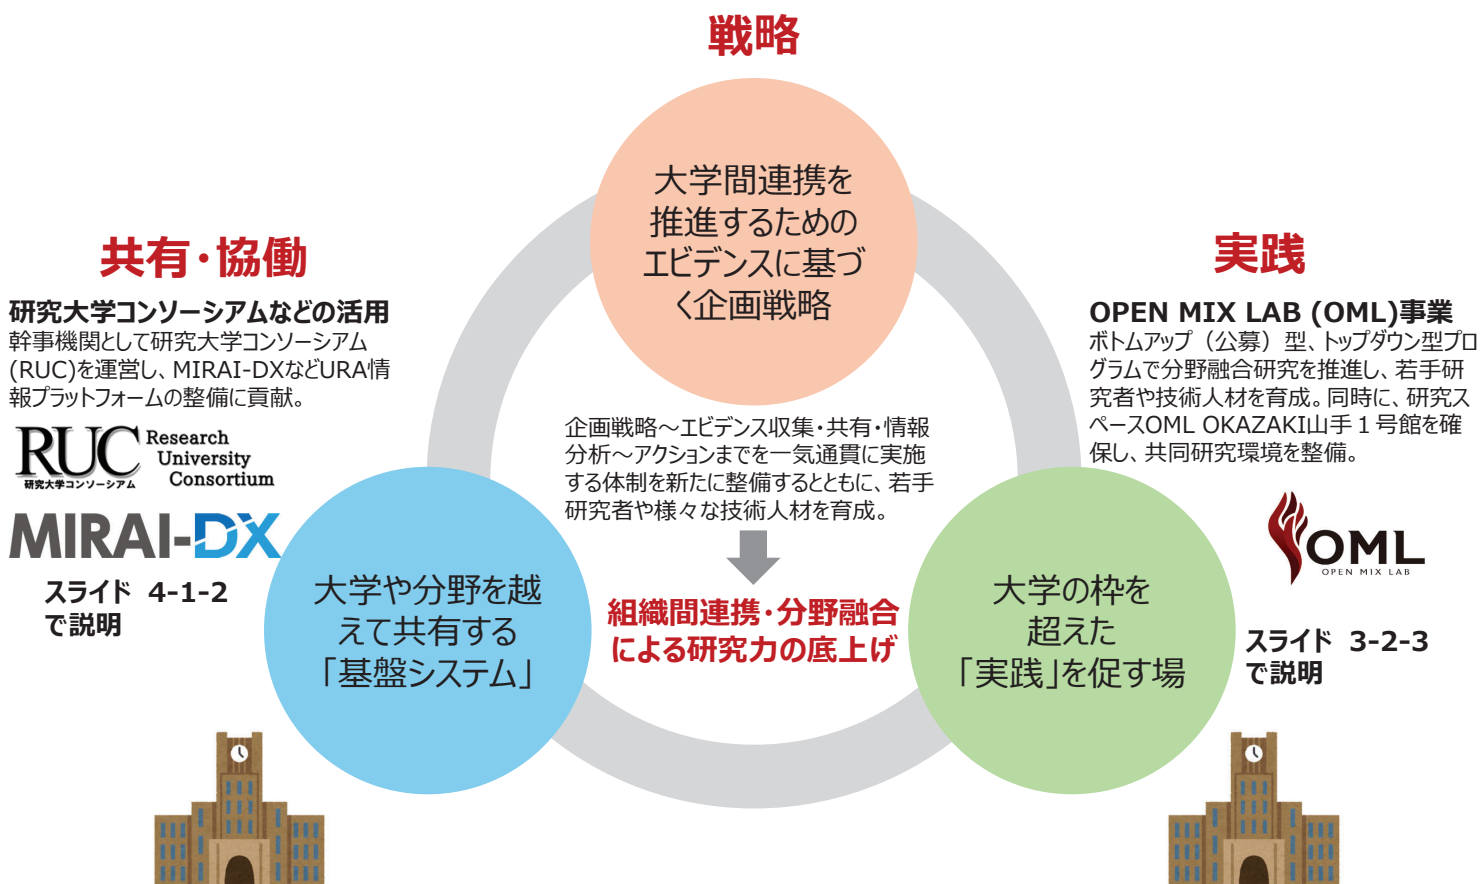 戦略
大学間連携を
推進するための
エビデンスに基づ
く企画戦略
共有・協働
研究大学コンソーシアムなどの活用
幹事機関として研究大学コンソーシアム
(RUC)を運営し、MIRAI-DXなどURA情
報プラットフォームの整備に貢献。
RUC Research
University
Consortium
研究大学コンソーシアム
MIRAI-DX
スライド 4-1-2
で説明
大学や分野を越
えて共有する
「基盤システム」
企画戦略～エビデンス収集・共有・情報
分析～アクションまでを一気通貫に実施
する体制を新たに整備するとともに、若手
研究者や様々な技術人材を育成。
組織間連携・分野融合
による研究力の底上げ
実践
OPEN MIX LAB (OML)事業
ボトムアップ（公募）型、トップダウン型プロ
グラムで分野融合研究を推進し、若手研
究者や技術人材を育成。同時に、研究ス
ペースOML OKAZAKI山手１号館を確
保し、共同研究環境を整備。
OML
OPEN MIX LAB
スライド 3-2-3
で説明
大学の枠を
超えた
「実践」を促す場